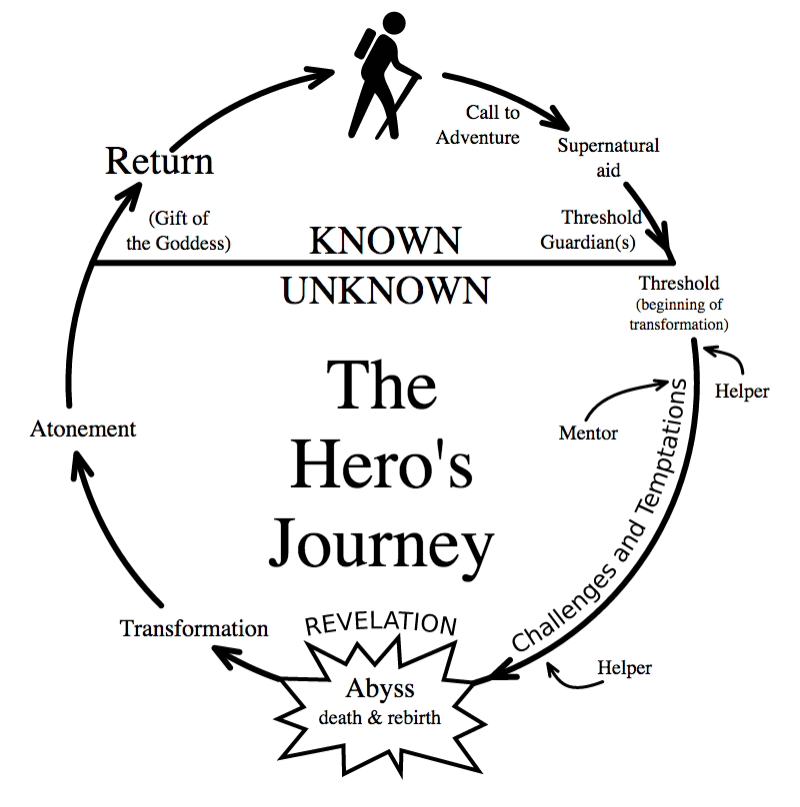 Call to
Adventure
Supernatural
aid
Return
(Gift of
the Goddess)
KNOWN
Threshold
Guardian(s)
UNKNOWN
Threshold
(beginning of
transformation)
The
Hero's
Journey
Helper
Mentor
Challenges and Temptations
Atonement
Transformation
REVELATION
Abyss
death & rebirth
Helper